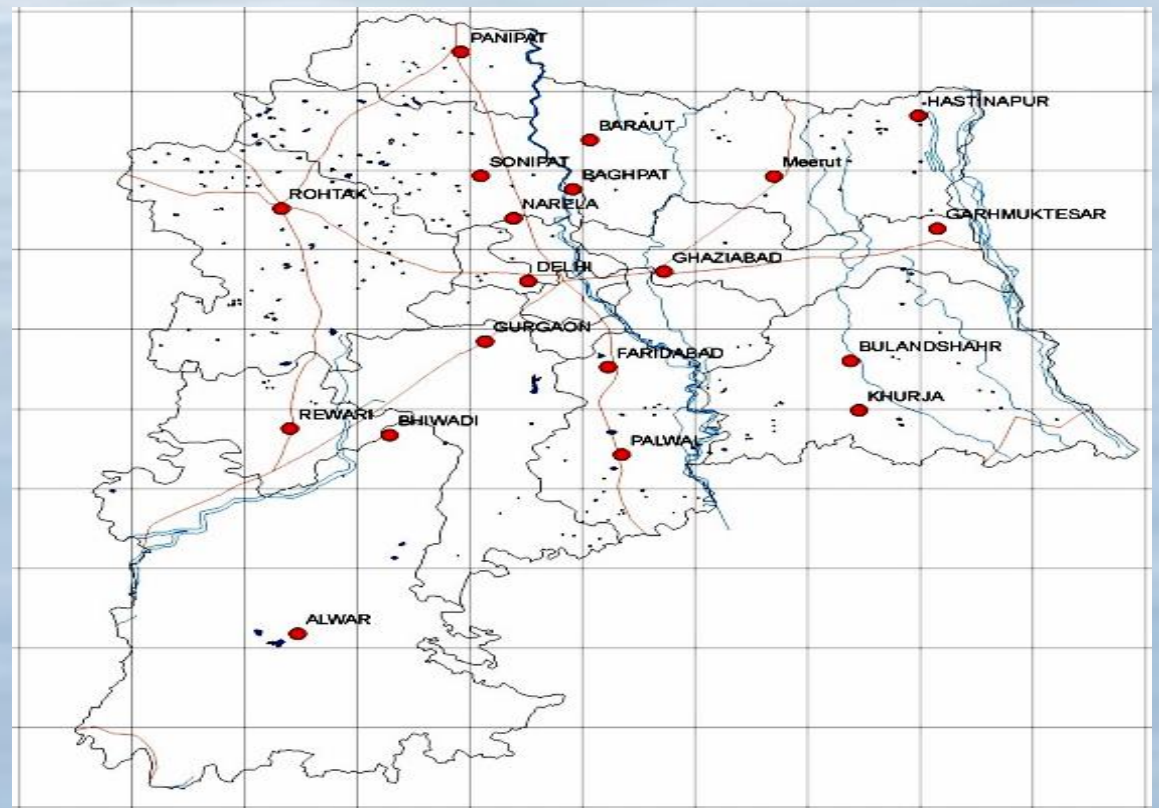 PANIPAT
HASTINAPUR
BARAUT
SONIPAT
Meerut
BAGHPAT
ROHTAK
NARELA
GARHMUKTESAR
GHAZIABAD
DELHI
GURGAON
BULANDSHAHR
FARIDABAD
KHURJA
REWARI
BHIWADI
PALWAL
ALWAR